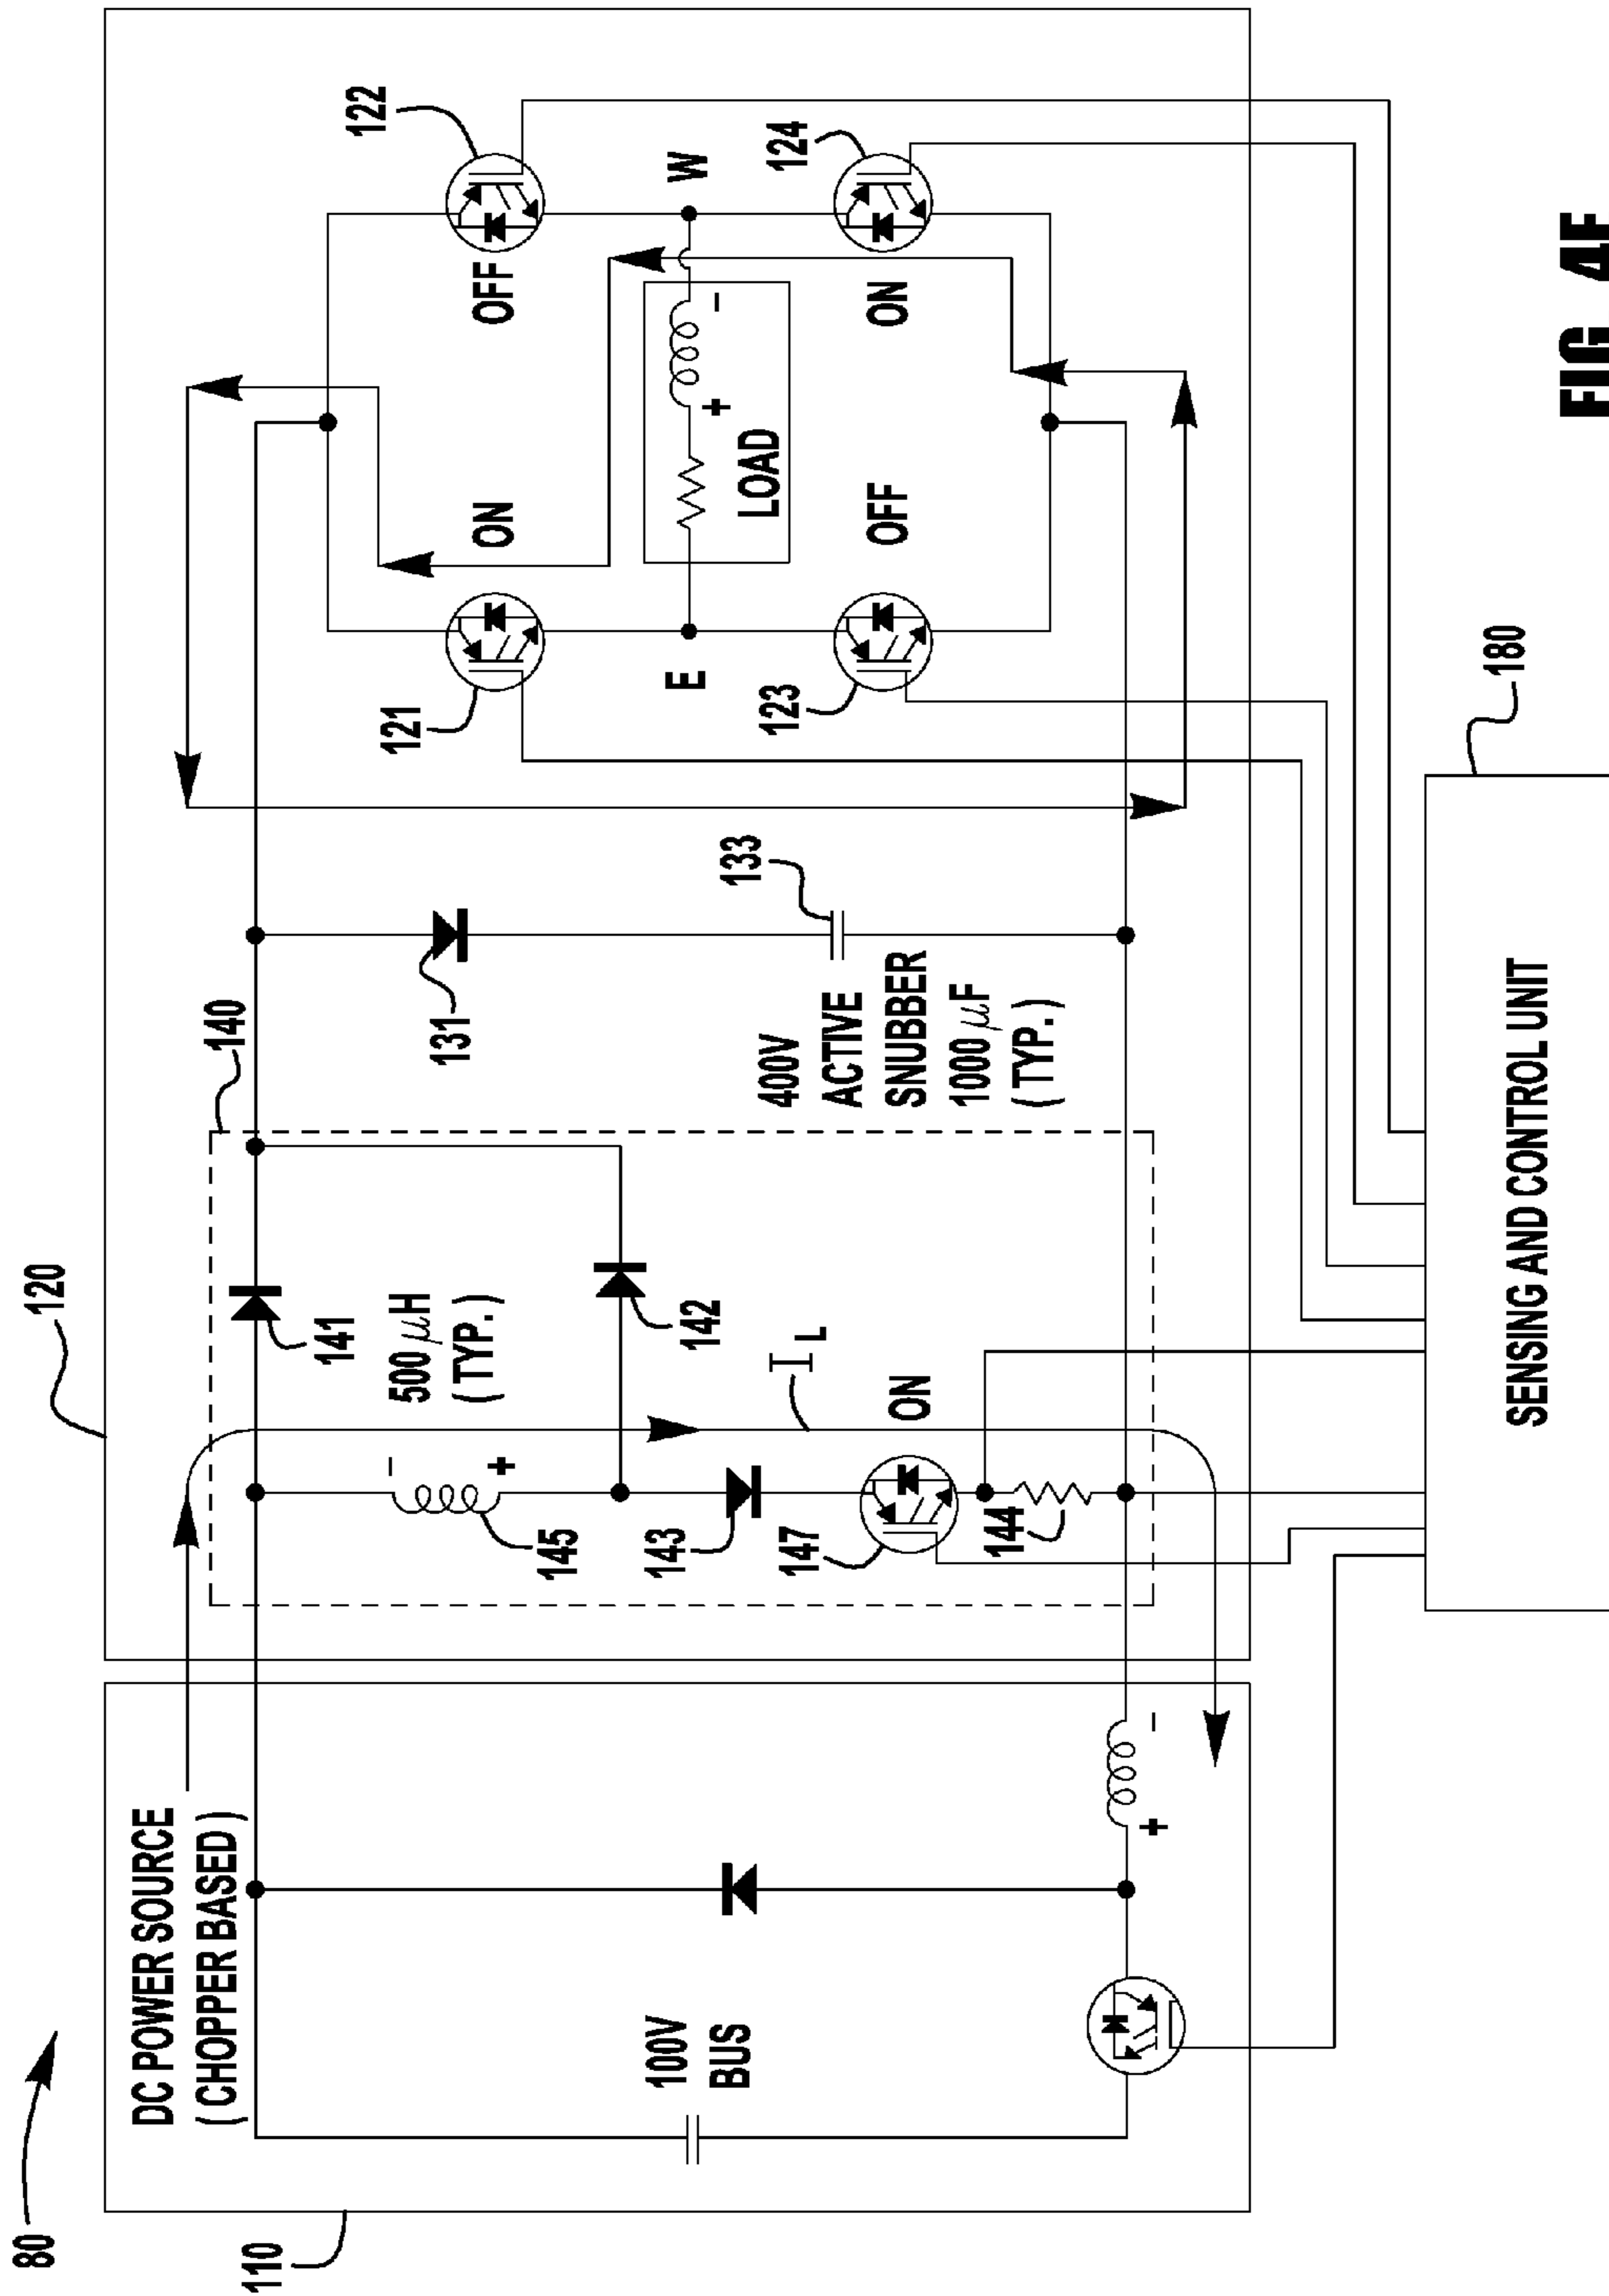 80
110
120
DC POWER SOURCE
( CHOPPER BASED )
100V
BUS
+
-
140
141
500 μH
(TYP.)
-
+
145
142
143
I L
147
ON
144
131
133
400V
ACTIVE
SNUBBER
1000 μF
(TYP.)
121
ON
OFF
122
E
W
+
-
LOAD
123
OFF
ON
124
180
SENSING AND CONTROL UNIT
FIG